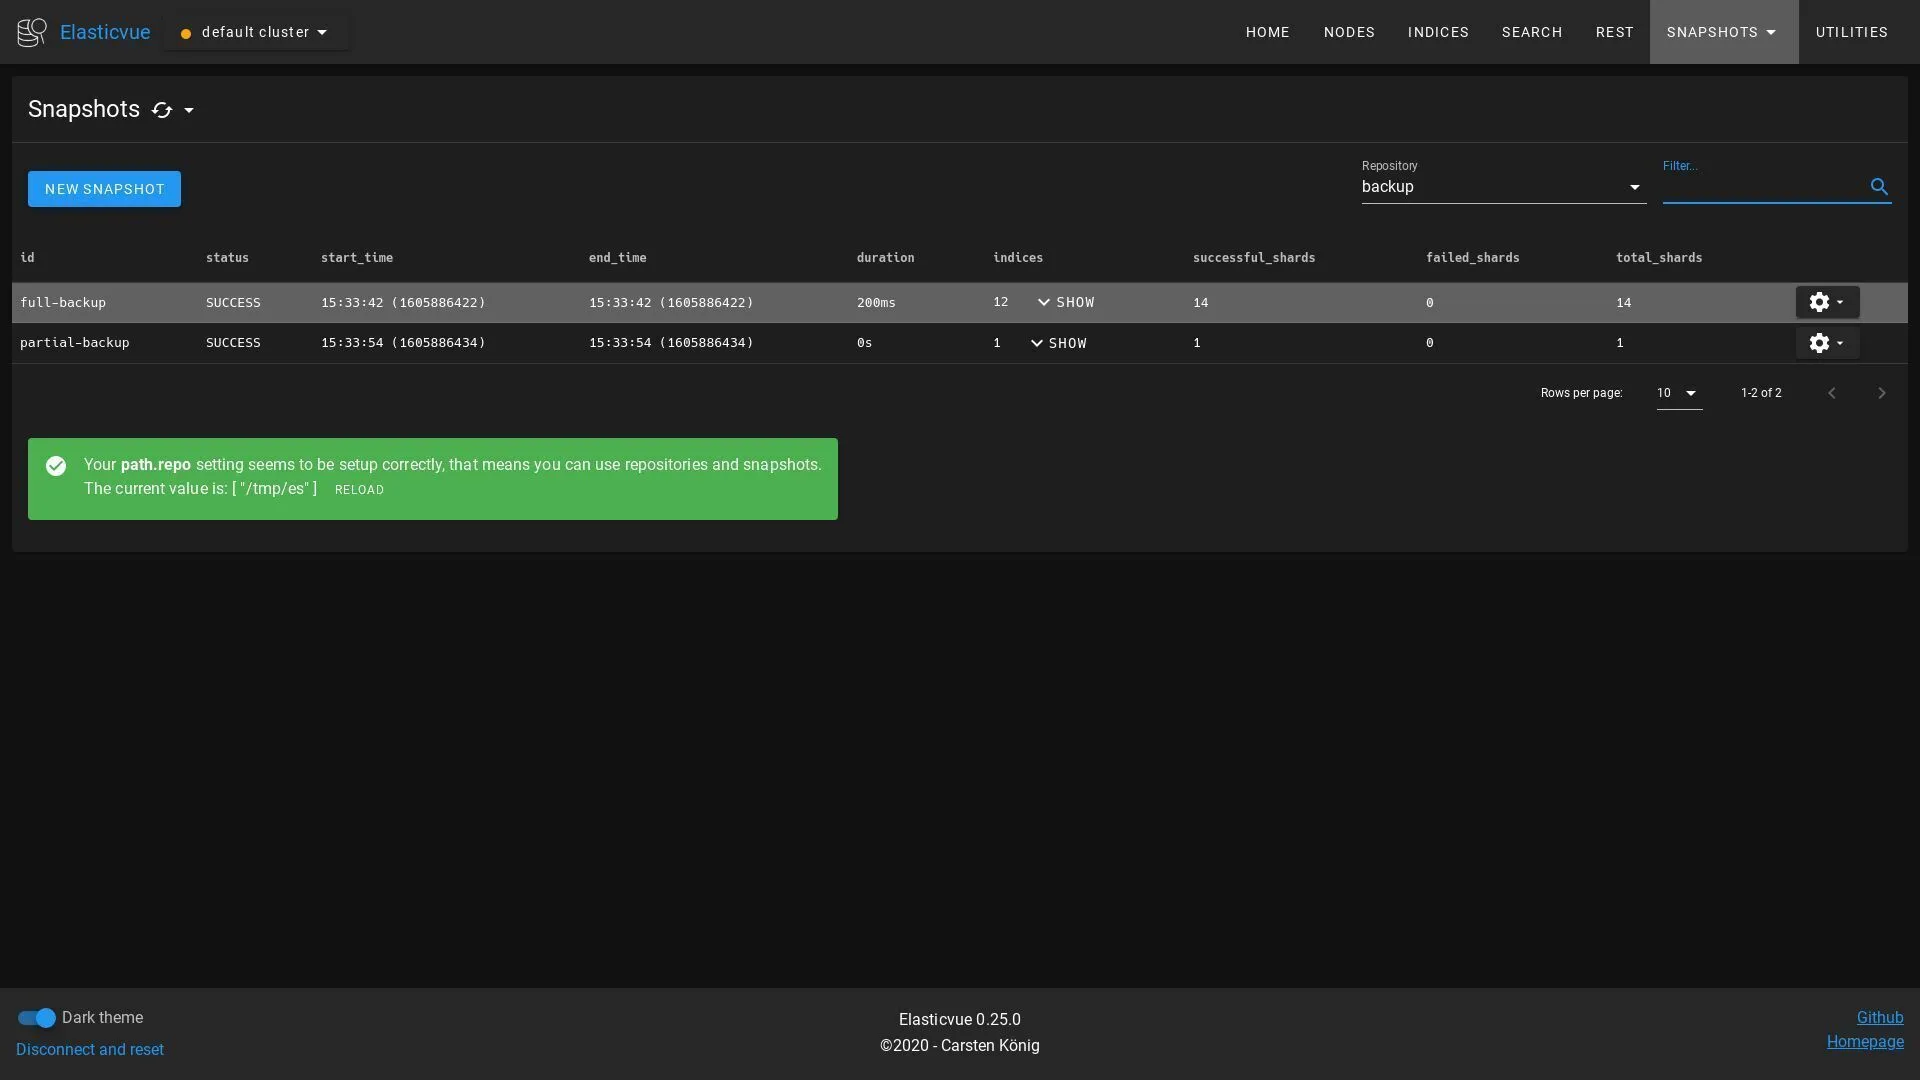 Elasticvue default cluster HOME NODES INDICES SEARCH REST SNAPSHOTS UTILITIES
Snapshots
NEW SNAPSHOT
Repository
backup
Filter...
id status start_time end_time duration indices successful_shards failed_shards total_shards
full-backup SUCCESS 15:33:42 (1605886422) 15:33:42 (1605886422) 200ms 12 SHOW 14 0 14
partial-backup SUCCESS 15:33:54 (1605886434) 15:33:54 (1605886434) 0s 1 SHOW 1 0 1
Rows per page: 10 1-2 of 2
Your path.repo setting seems to be setup correctly, that means you can use repositories and snapshots.
The current value is: [ "/tmp/es" ] RELOAD
Dark theme
Disconnect and reset
Elasticvue 0.25.0
©2020 - Carsten König
Github
Homepage